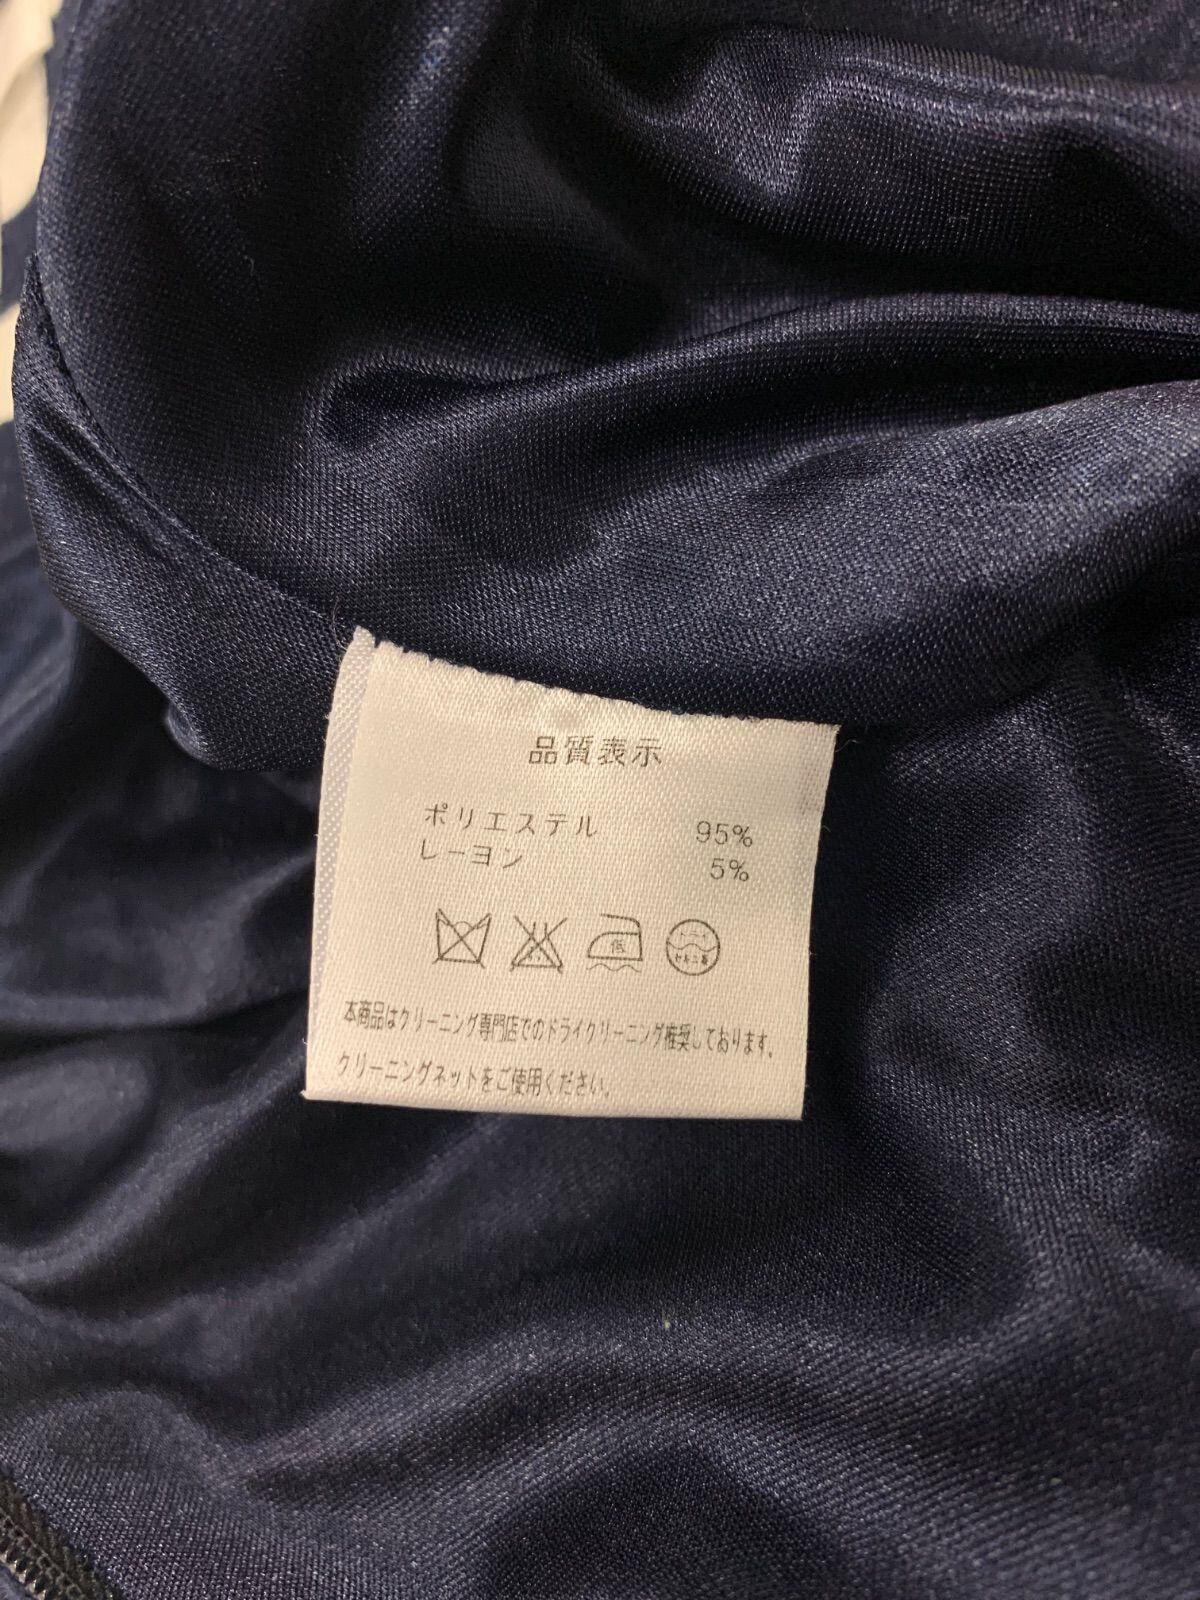 品質表示
ポリエステル 95%
レーヨン 5%
低
本商品はクリーニング専門店でのドライクリーニング推奨しております。
クリーニングネットをご使用ください。